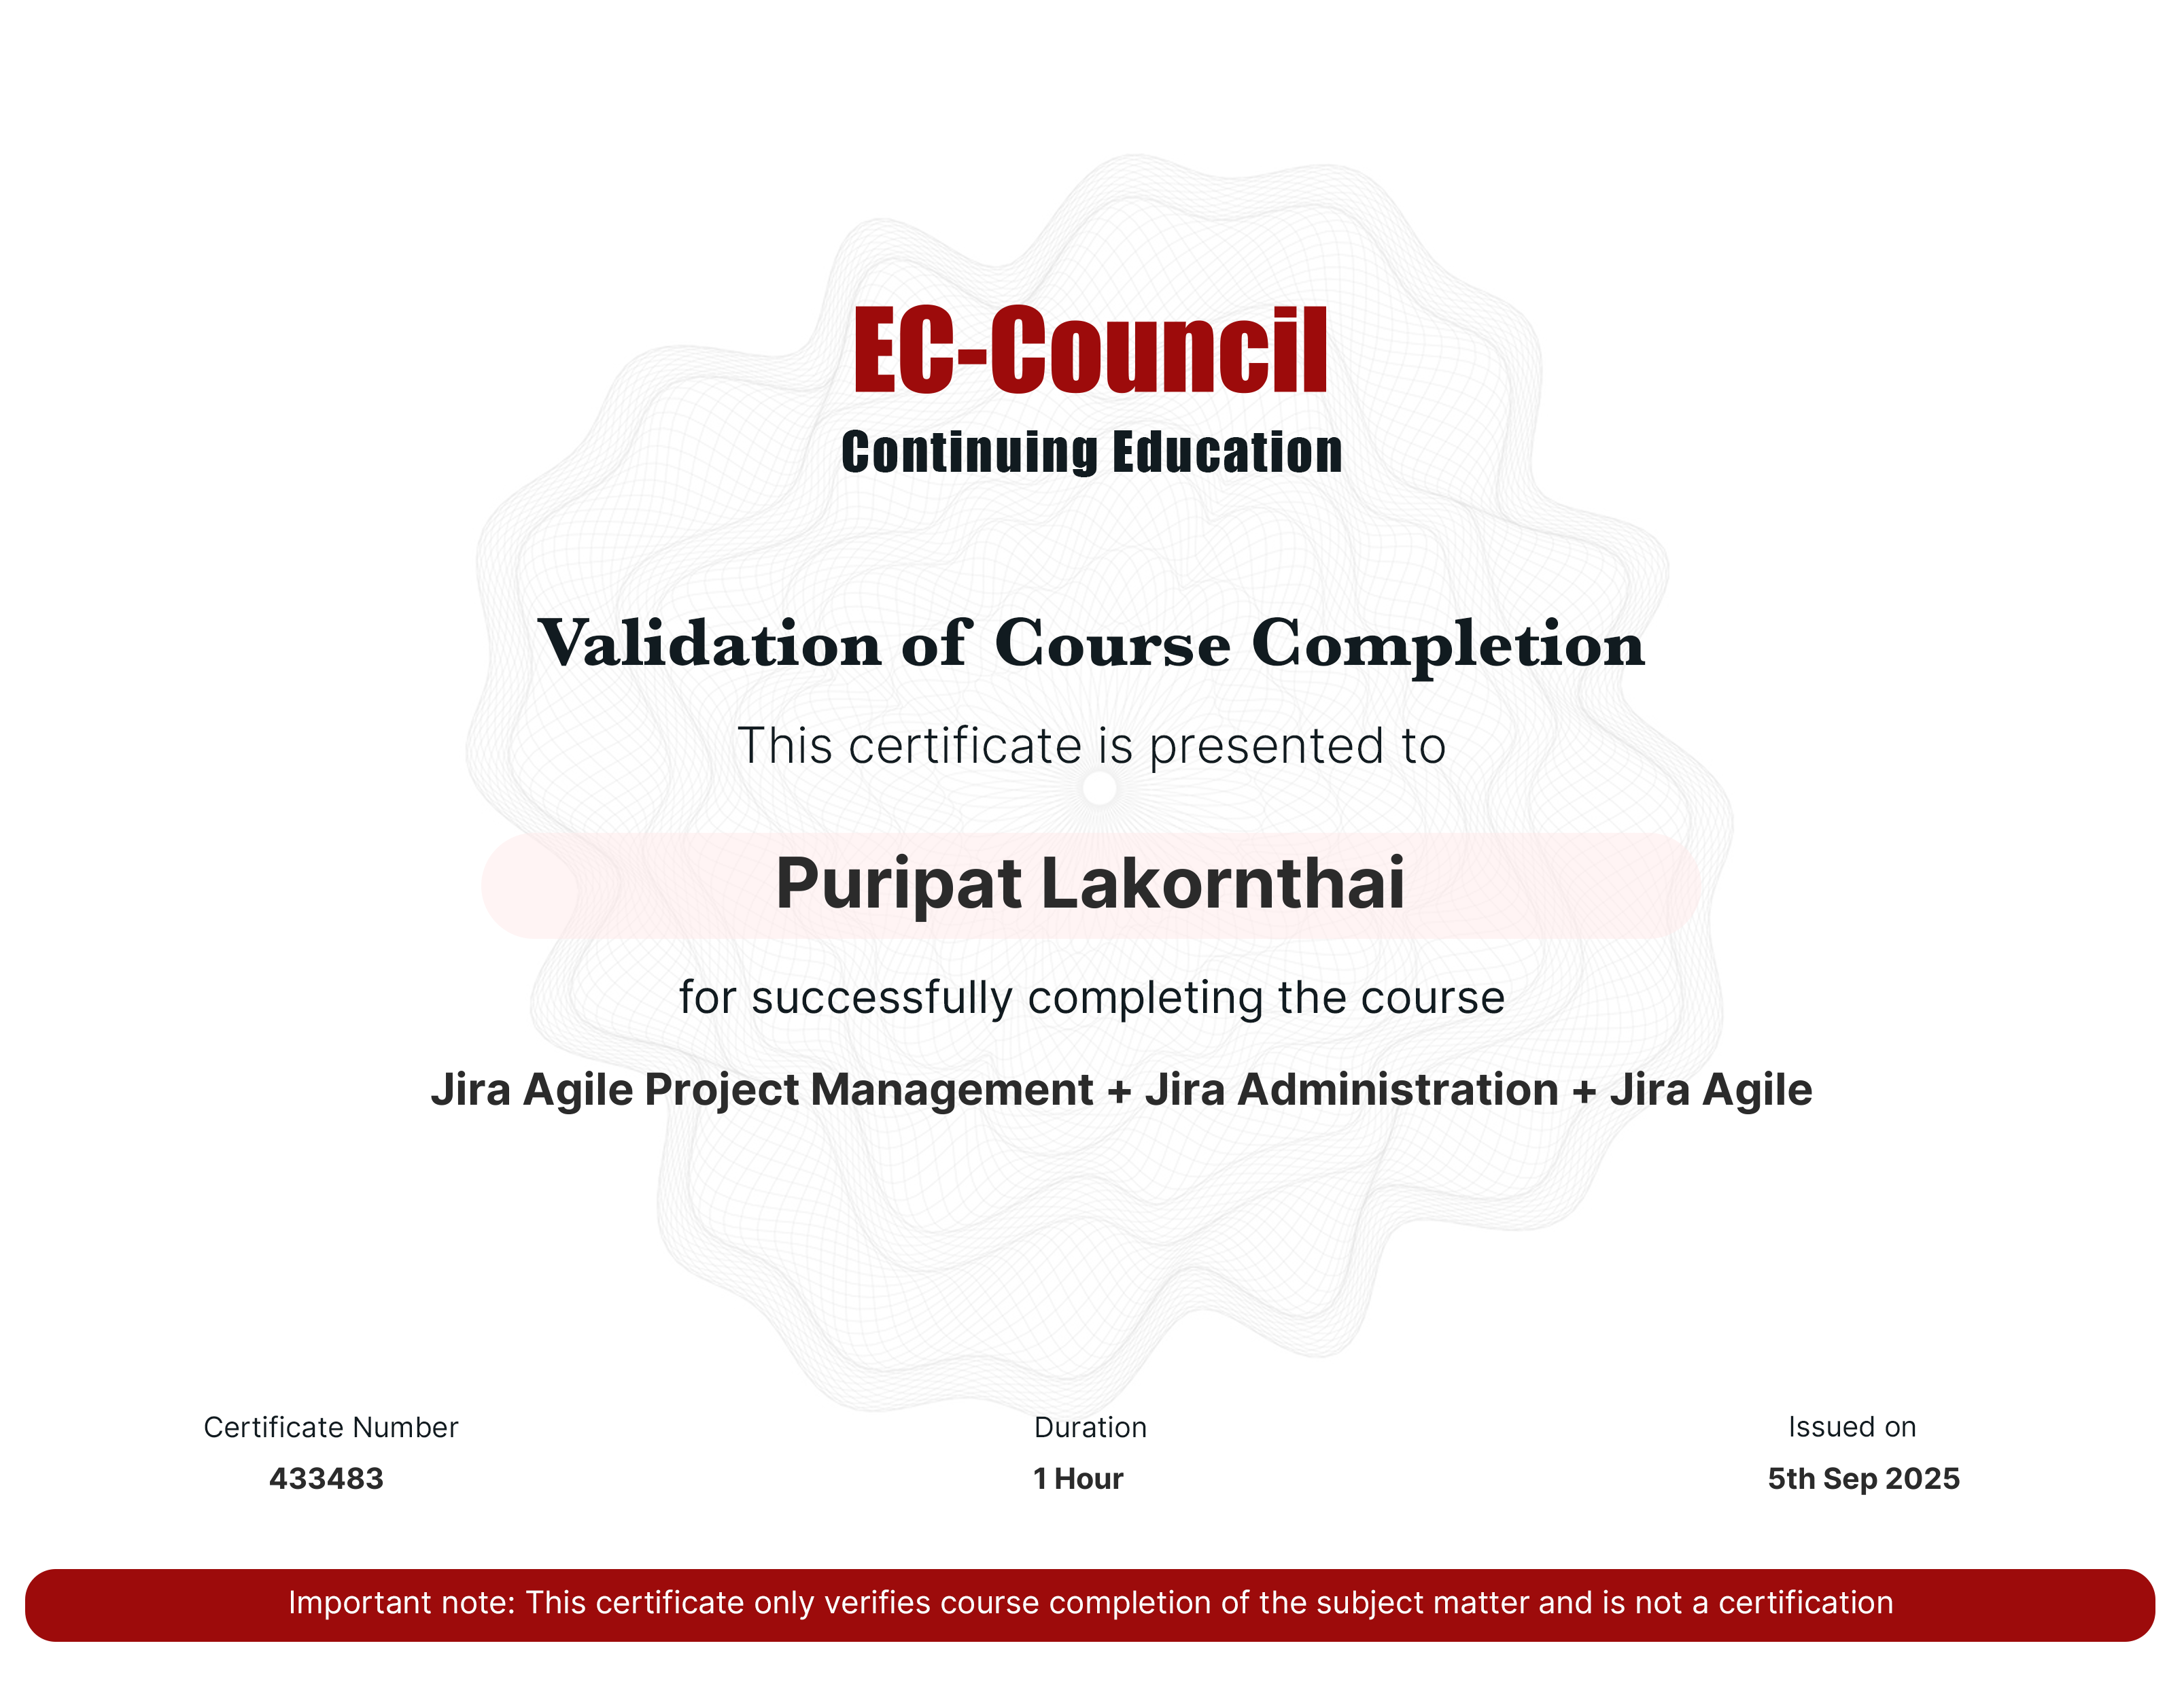 EC-Council
Continuing Education
Validation of Course Completion
This certificate is presented to
Puripat Lakornthai
for successfully completing the course
Jira Agile Project Management + Jira Administration + Jira Agile
Certificate Number
433483
Duration
1 Hour
Issued on
5th Sep 2025
Important note: This certificate only verifies course completion of the subject matter and is not a certification